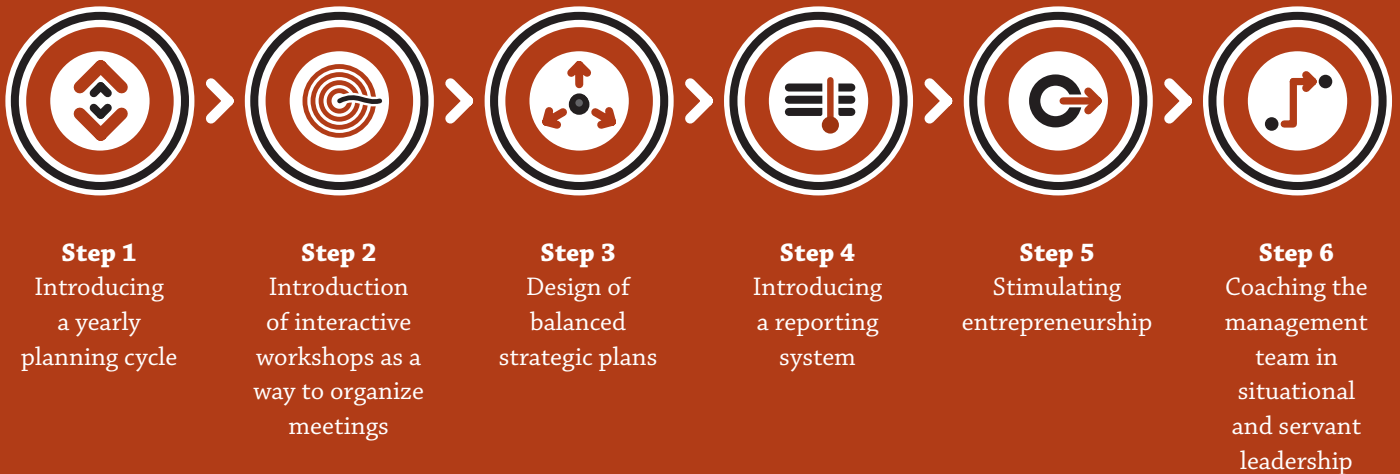 Step 1
Introducing
a yearly
planning cycle
Step 2
Introduction
of interactive
workshops as a
way to organize
meetings
Step 3
Design of
balanced
strategic plans
Step 4
Introducing
a reporting
system
Step 5
Stimulating
entrepreneurship
Step 6
Coaching the
management
team in
situational
and servant
leadership